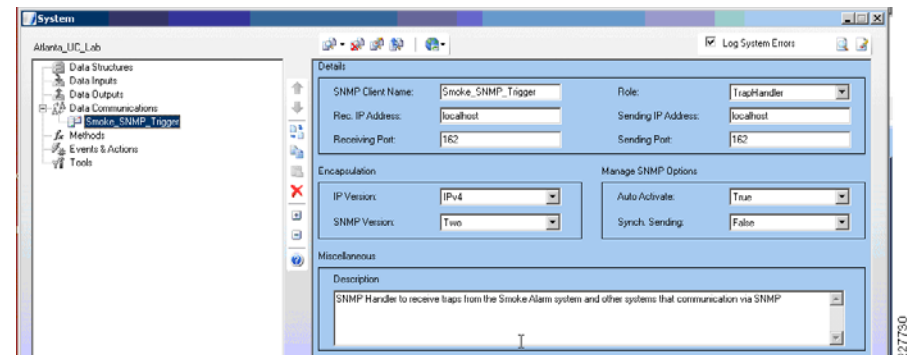 System
Atlanta_UC_Lab
Log System Errors
Data Structures
Data Inputs
Data Outputs
Data Communications
Smoke_SNMP_Trigger
Methods
Events & Actions
Tools
Details
SNMP Client Name: Smoke_SNMP_Trigger Role: TrapHandler
Rec. IP Address: localhost Sending IP Address: localhost
Receiving Port: 162 Sending Port: 162
Encapsulation Manage SNMP Options
IP Version: IPv4 Auto Activate: True
SNMP Version: Two Synch. Sending: False
Miscellaneous
Description
SNMP Handler to receive traps from the Smoke Alarm system and other systems that communication via SNMP
227730